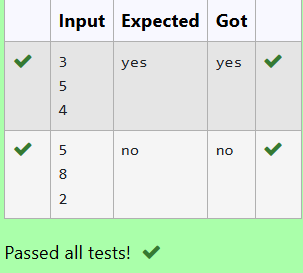 Input Expected Got
3 yes yes
5
4
5 no no
8
2
Passed all tests!